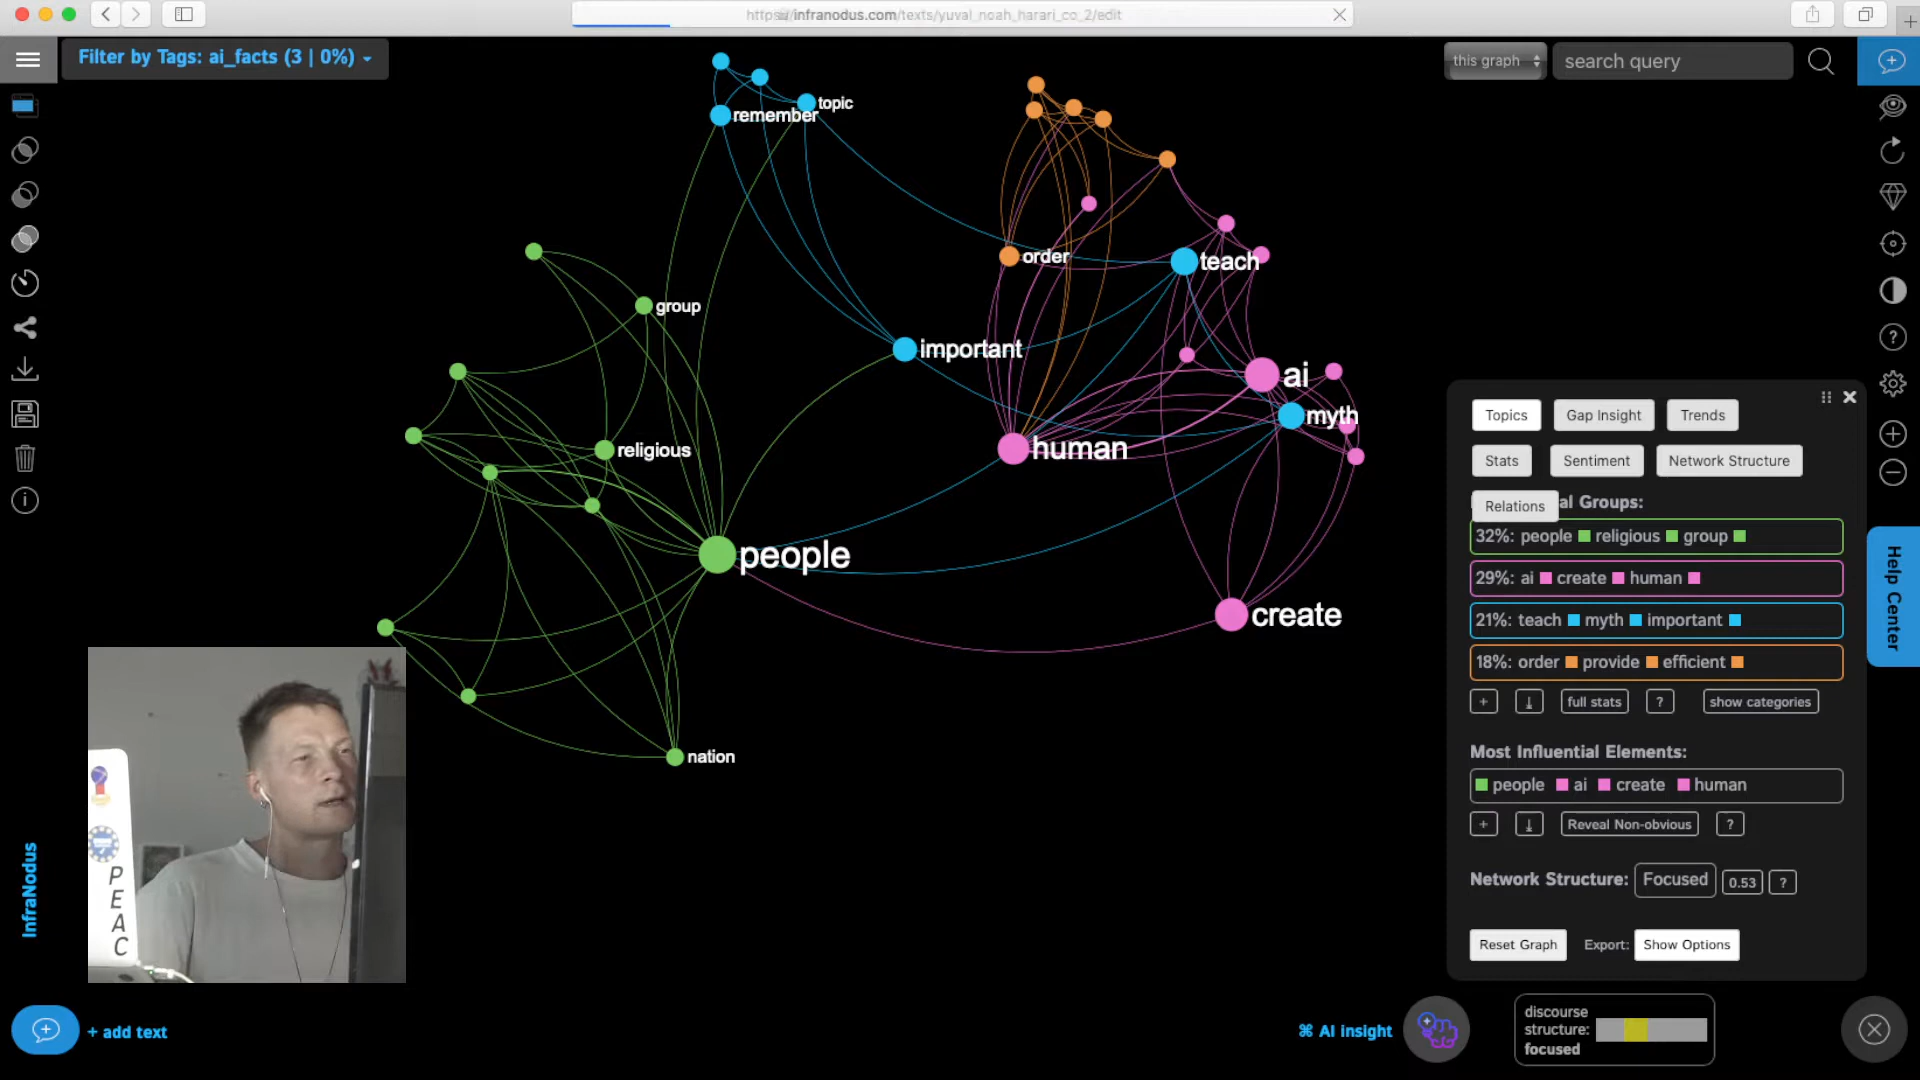 https://infranodus.com/texts/yuval_noah_harari_co_2/edit
Filter by Tags: ai_facts (3 | 0%)
this graph
search query
topic
remember
order
teach
group
important
ai
myth
human
religious
people
create
nation
Topics
Gap Insight
Trends
Stats
Sentiment
Network Structure
Relations
al Groups:
32%: people religious group
29%: ai create human
21%: teach myth important
18%: order provide efficient
+
full stats
?
show categories
Most Influential Elements:
people ai create human
+
Reveal Non-obvious
?
Network Structure: Focused 0.53 ?
Reset Graph
Export: Show Options
Help Center
InfraNodus
P
E
A
C
+ add text
⌘ AI insight
discourse
structure:
focused